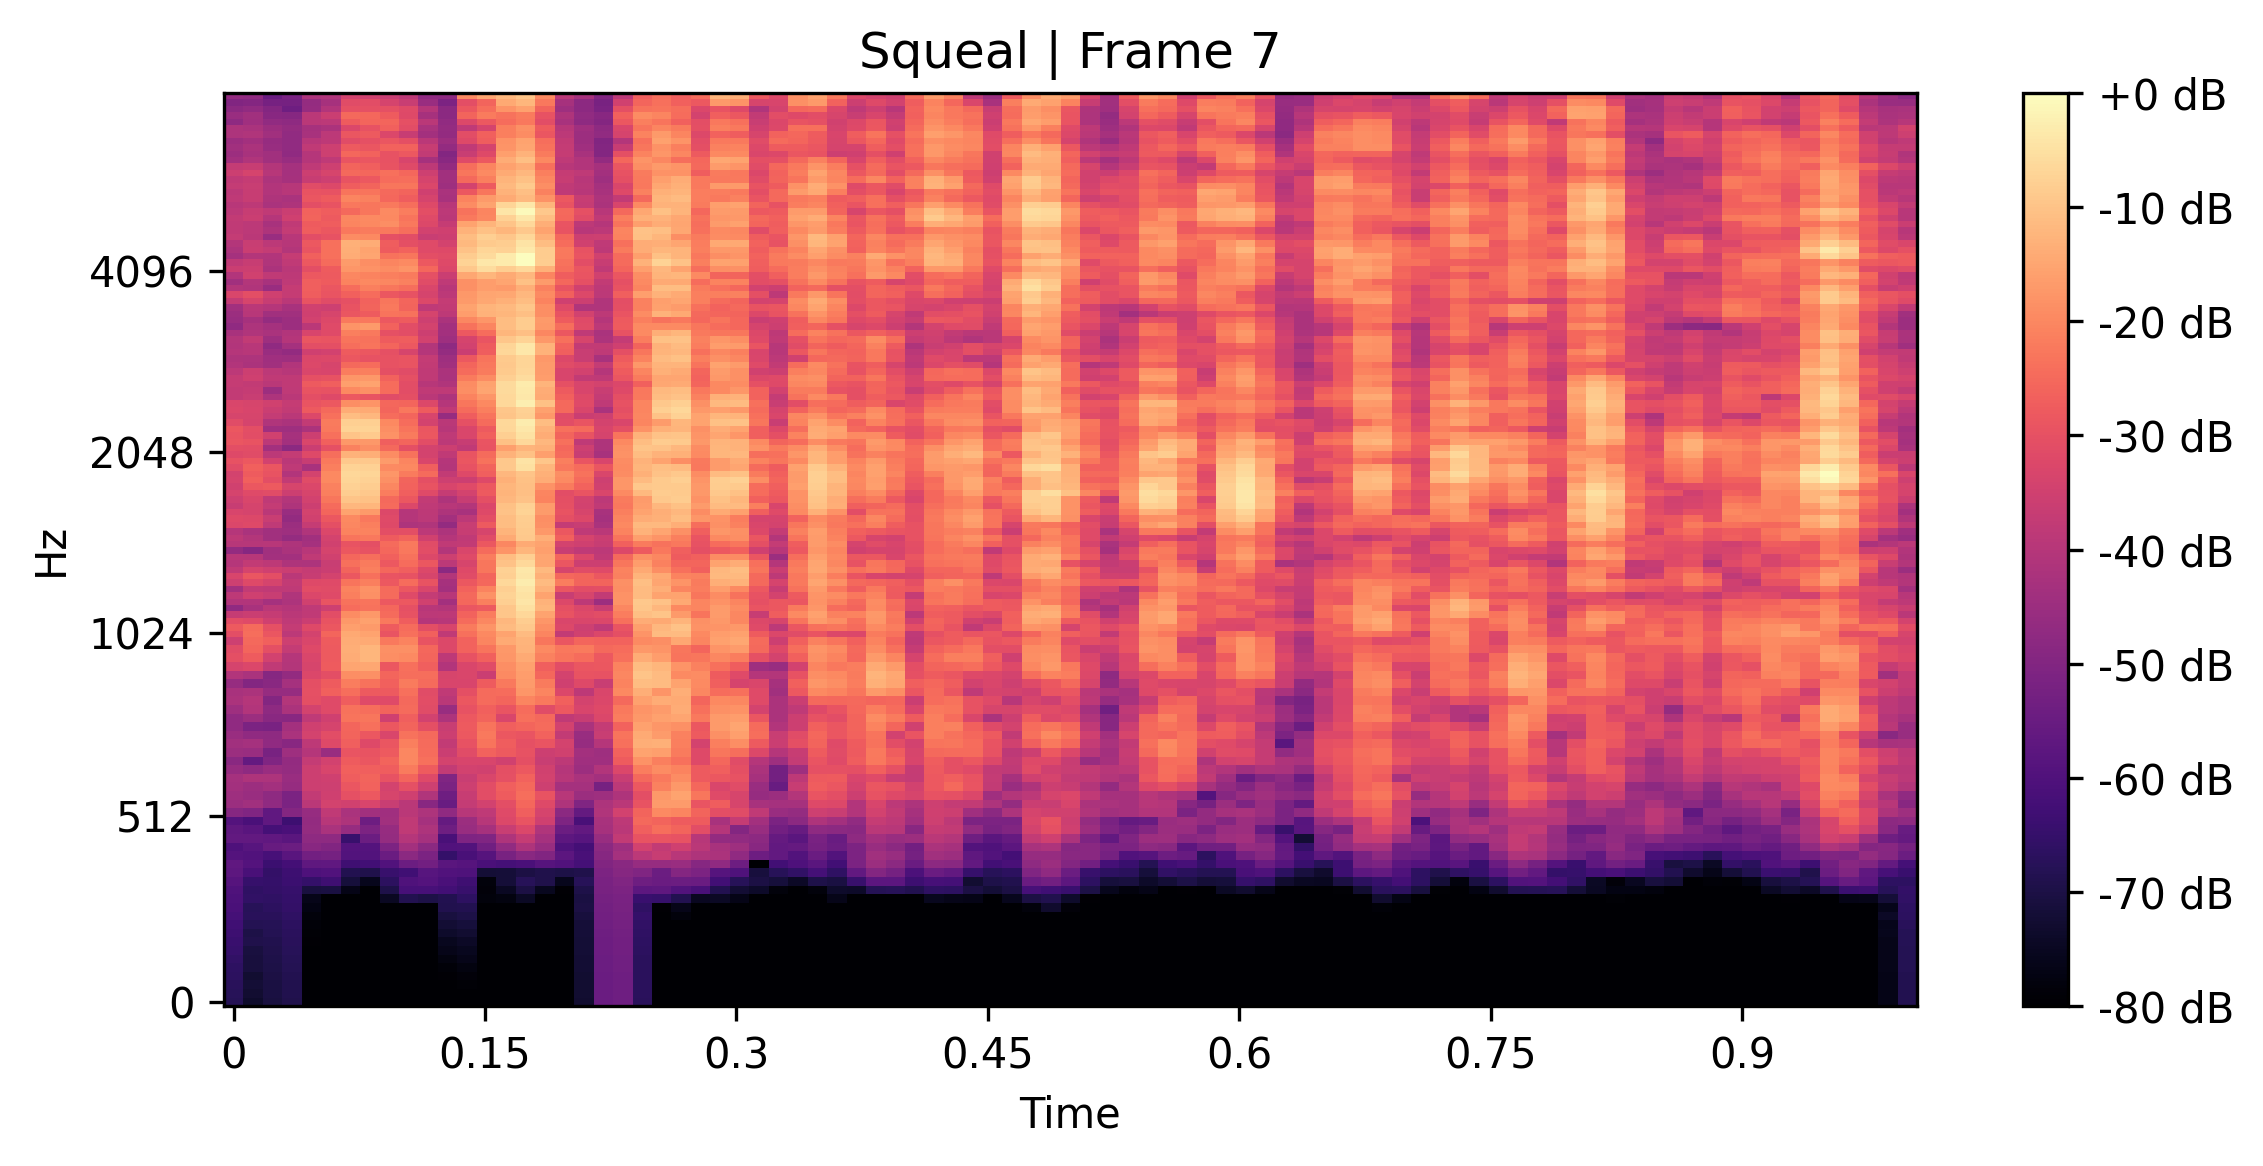 Squeal | Frame 7
Hz
4096
2048
1024
512
0
0 0.15 0.3 0.45 0.6 0.75 0.9
Time
+0 dB
-10 dB
-20 dB
-30 dB
-40 dB
-50 dB
-60 dB
-70 dB
-80 dB